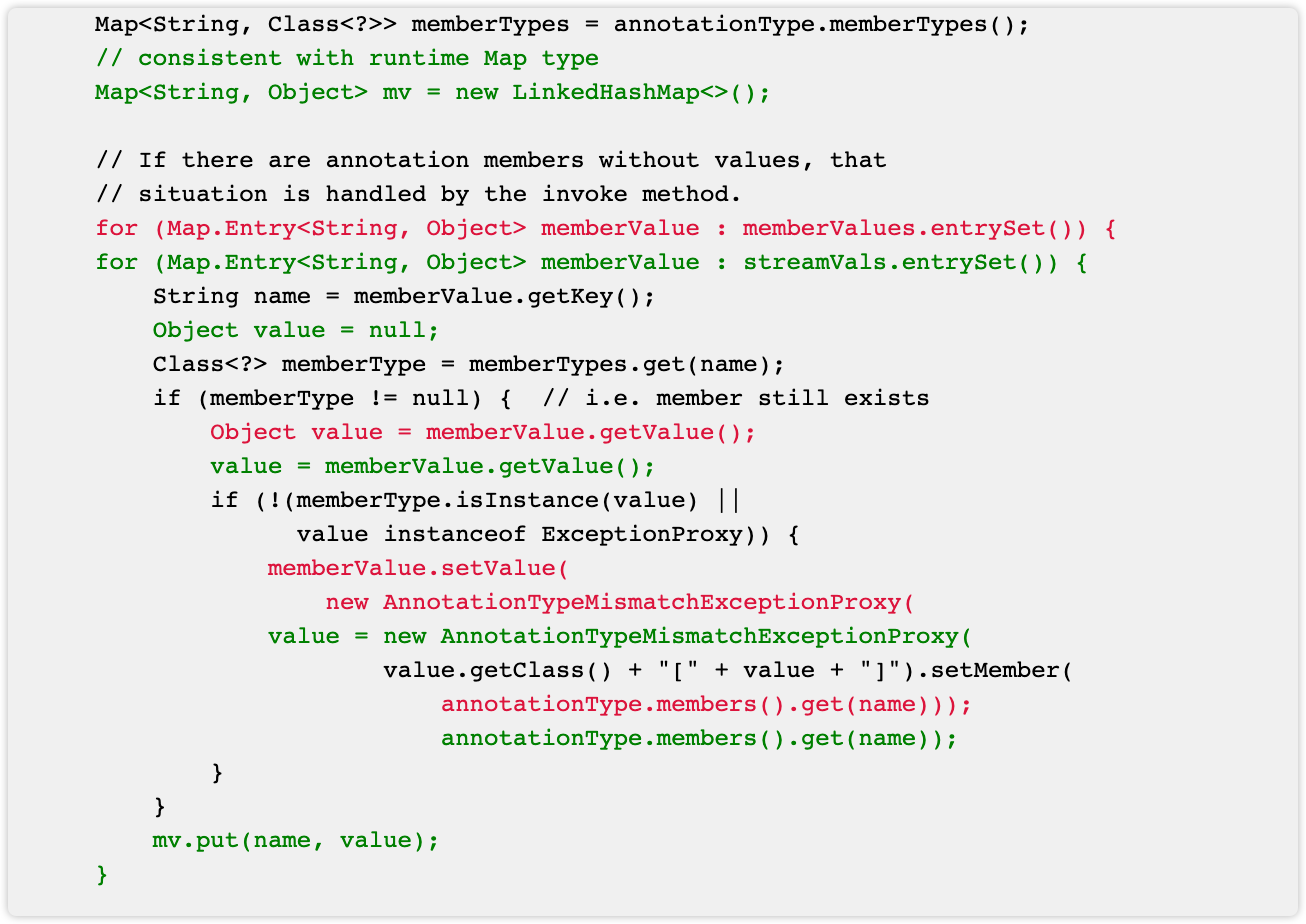 Map<String, Class<?>> memberTypes = annotationType.memberTypes();
// consistent with runtime Map type
Map<String, Object> mv = new LinkedHashMap<>();
// If there are annotation members without values, that
// situation is handled by the invoke method.
for (Map.Entry<String, Object> memberValue : memberValues.entrySet()) {
for (Map.Entry<String, Object> memberValue : streamVals.entrySet()) {
String name = memberValue.getKey();
Object value = null;
Class<?> memberType = memberTypes.get(name);
if (memberType != null) {  // i.e. member still exists
Object value = memberValue.getValue();
value = memberValue.getValue();
if (!(memberType.isInstance(value) ||
value instanceof ExceptionProxy)) {
memberValue.setValue(
new AnnotationTypeMismatchExceptionProxy(
value = new AnnotationTypeMismatchExceptionProxy(
value.getClass() + "[" + value + "]").setMember(
annotationType.members().get(name)));
annotationType.members().get(name));
}
}
mv.put(name, value);
}